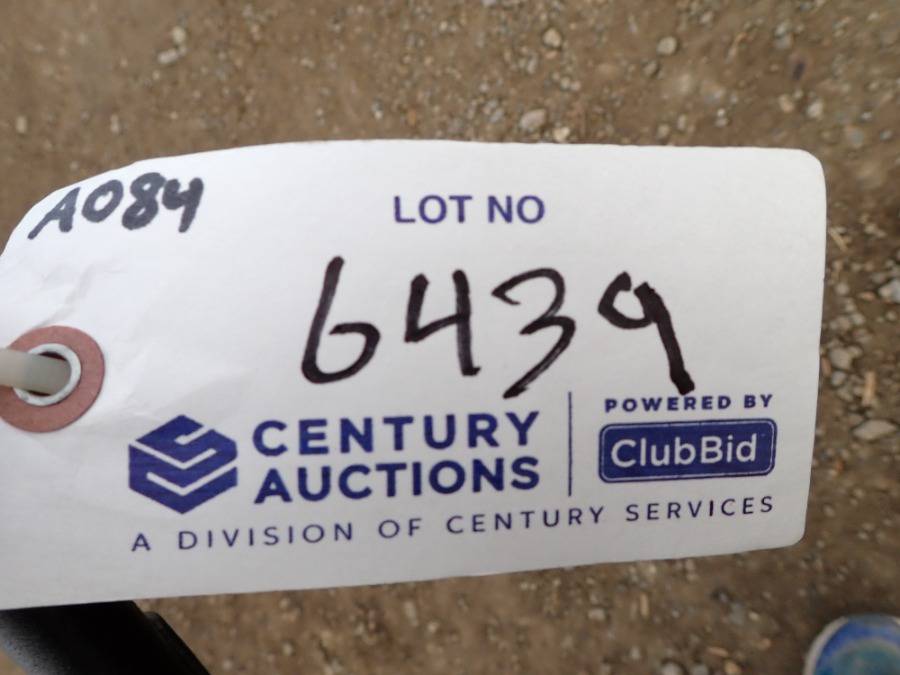 A084
LOT NO
6439
CENTURY
AUCTIONS
POWERED BY
ClubBid
A DIVISION OF CENTURY SERVICES